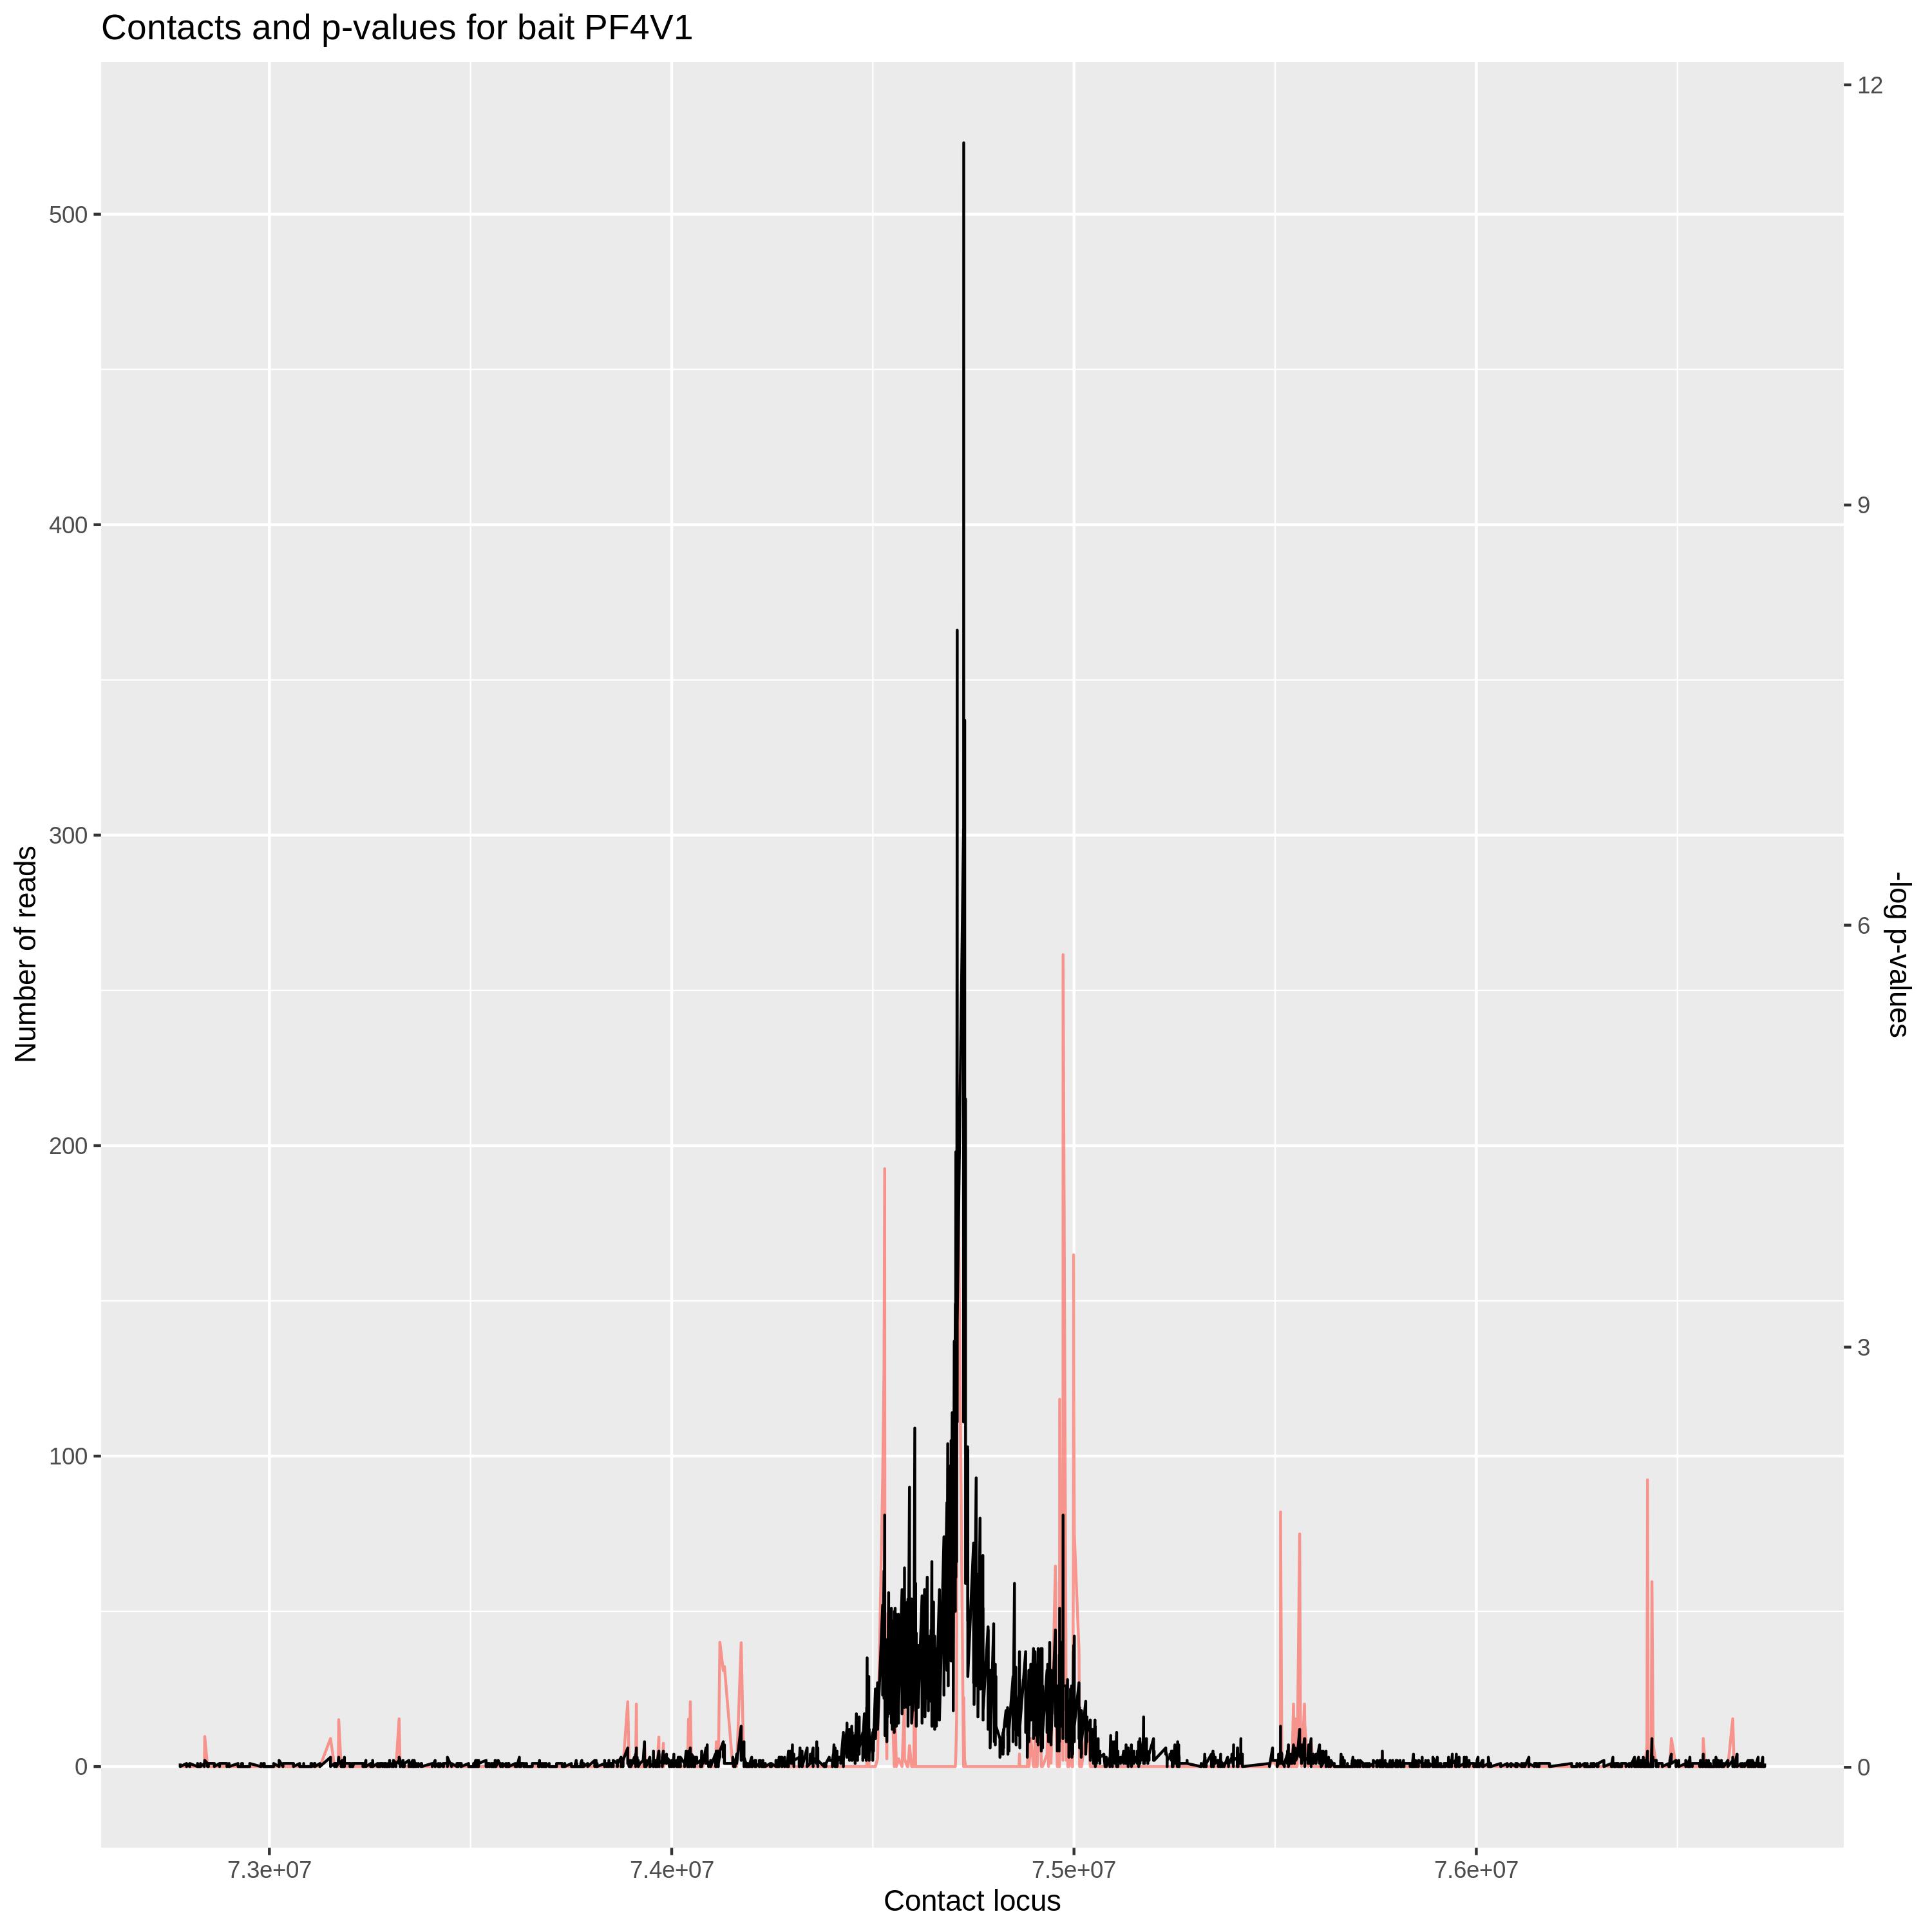 Contacts and p-values for bait PF4V1
500
400
300
200
100
0
Number of reads
12
9
6
3
0
-log p-values
7.3e+07 7.4e+07 7.5e+07 7.6e+07
Contact locus